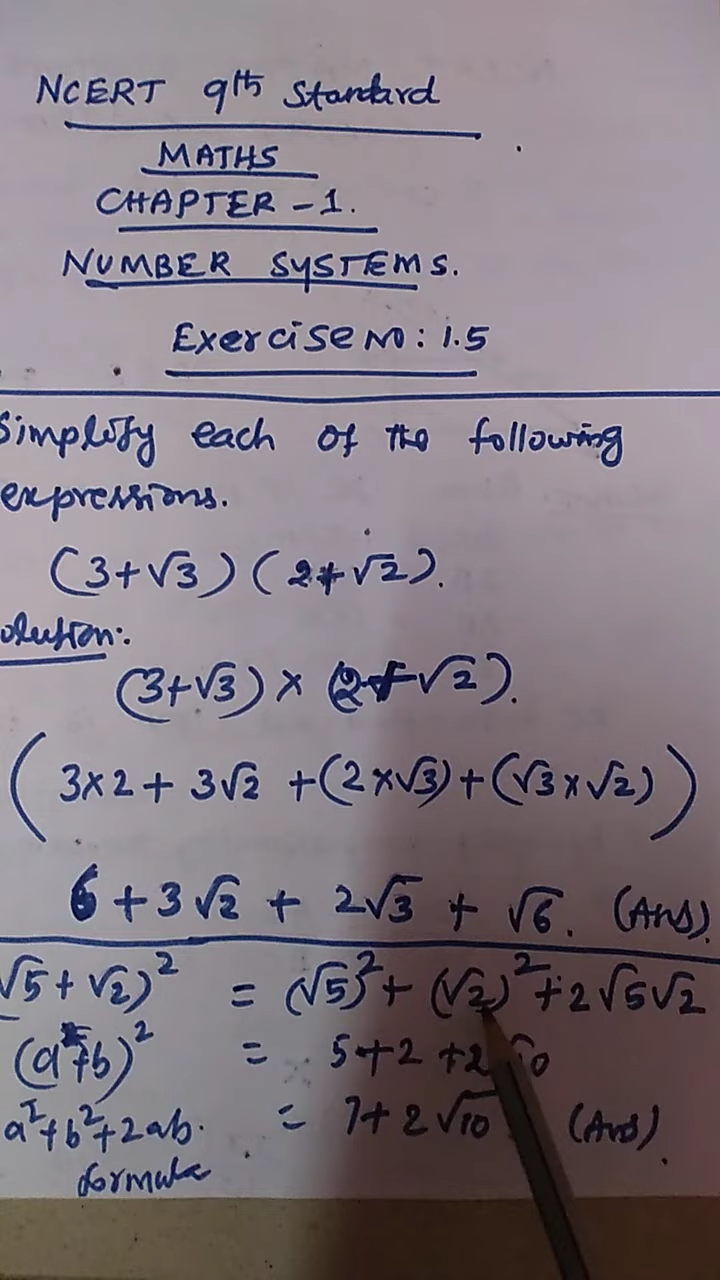 NCERT 9th Standard
MATHS
CHAPTER - 1.
NUMBER SYSTEMS.
Exercise NO: 1.5
Simplify each of the following
expressions.
(3+√3)(2+√2).
olution:
(3+√3) × (2+√2).
(3×2 + 3√2 + (2×√3) + (√3×√2))
6 + 3√2 + 2√3 + √6. (Ans).
√5 + √2)² = (√5)² + (√2)² + 2√5√2
(a+b)² = 5+2+2√10
a²+b²+2ab. = 7+2√10 (Ans).
formula